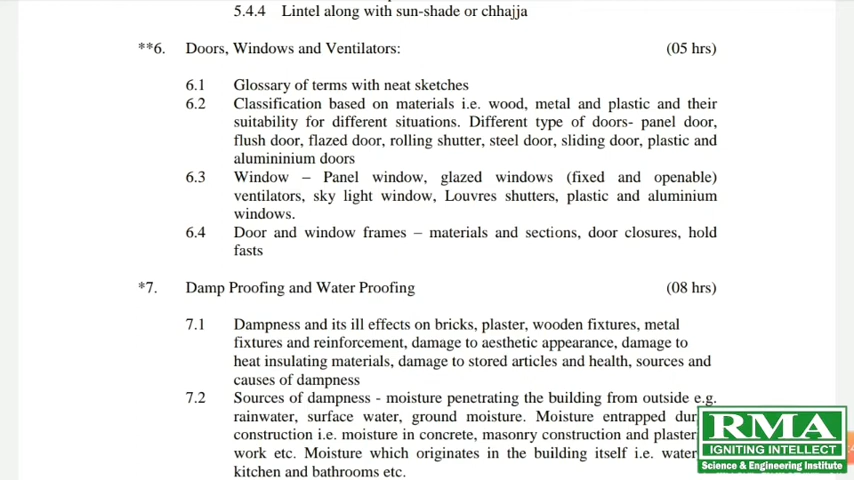 5.4.4 Lintel along with sun-shade or chhajja
**6. Doors, Windows and Ventilators: (05 hrs)
6.1 Glossary of terms with neat sketches
6.2 Classification based on materials i.e. wood, metal and plastic and their
suitability for different situations. Different type of doors- panel door,
flush door, flazed door, rolling shutter, steel door, sliding door, plastic and
alumininium doors
6.3 Window – Panel window, glazed windows (fixed and openable)
ventilators, sky light window, Louvres shutters, plastic and aluminium
windows.
6.4 Door and window frames – materials and sections, door closures, hold
fasts
*7. Damp Proofing and Water Proofing (08 hrs)
7.1 Dampness and its ill effects on bricks, plaster, wooden fixtures, metal
fixtures and reinforcement, damage to aesthetic appearance, damage to
heat insulating materials, damage to stored articles and health, sources and
causes of dampness
7.2 Sources of dampness - moisture penetrating the building from outside e.g.
rainwater, surface water, ground moisture. Moisture entrapped
construction i.e. moisture in concrete, masonry construction and plaster
work etc. Moisture which originates in the building itself i.e. water
kitchen and bathrooms etc.
RMA
IGNITING INTELLECT
Science & Engineering Institute